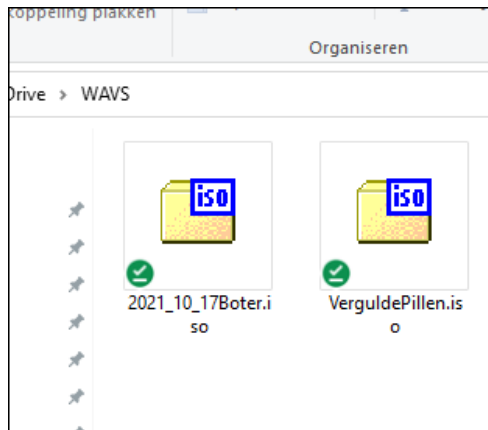 koppeling plakken
Organiseren
Drive > WAVS
iso
iso
2021_10_17Boter.i
so
VerguldePillen.is
o